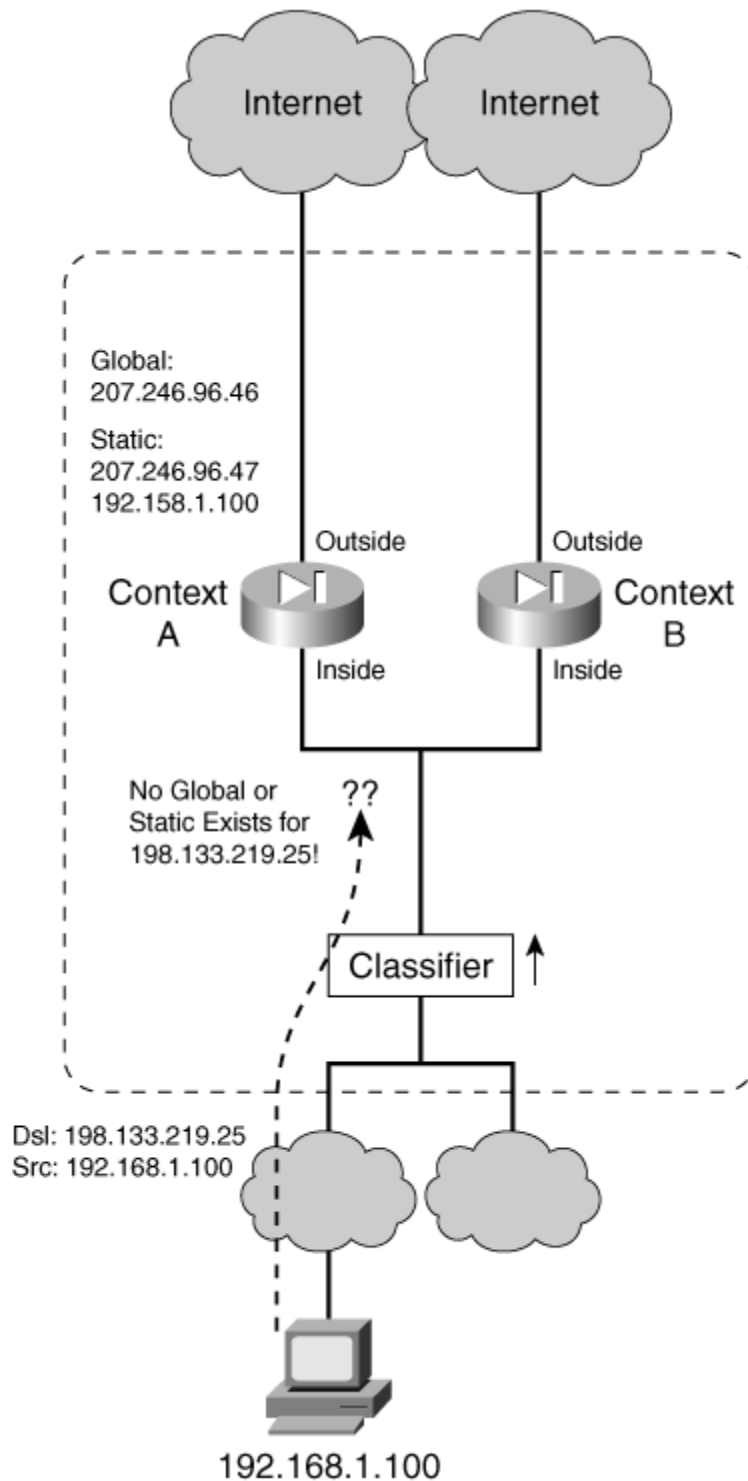 Internet
Internet
Global:
207.246.96.46
Static:
207.246.96.47
192.158.1.100
Outside
Outside
Context
A
Context
B
Inside
Inside
No Global or
Static Exists for
198.133.219.25!
??
Classifier
Dsl: 198.133.219.25
Src: 192.168.1.100
192.168.1.100